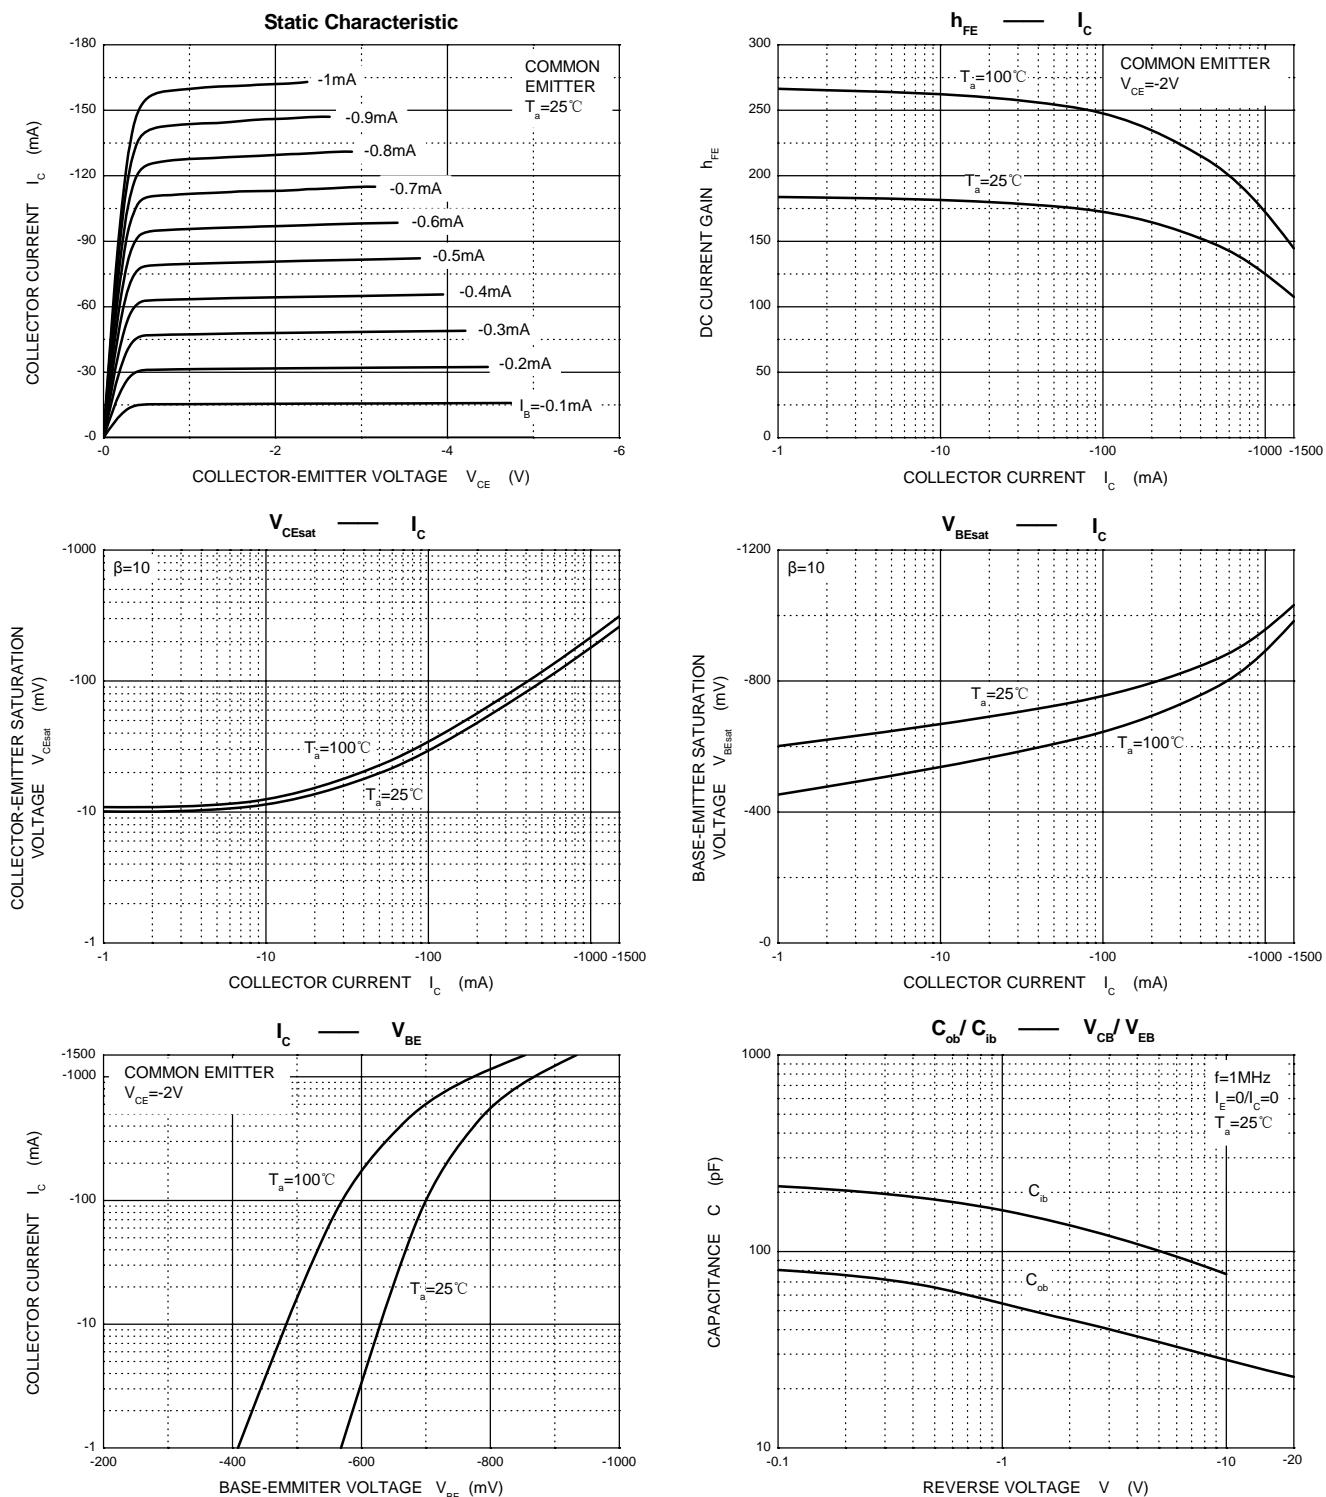 Static Characteristic
-180
-150
-120
-90
-60
-30
-0
COLLECTOR CURRENT I_C (mA)
-1mA
-0.9mA
-0.8mA
-0.7mA
-0.6mA
-0.5mA
-0.4mA
-0.3mA
-0.2mA
I_B=-0.1mA
COMMON
EMITTER
T_a=25℃
-0 -2 -4 -6
COLLECTOR-EMITTER VOLTAGE V_CE (V)
h_FE — I_C
300
250
200
150
100
50
0
DC CURRENT GAIN h_FE
T_a=100℃
T_a=25℃
COMMON EMITTER
V_CE=-2V
-1 -10 -100 -1000 -1500
COLLECTOR CURRENT I_C (mA)
V_CEsat — I_C
-1000
-100
-10
-1
COLLECTOR-EMITTER SATURATION
VOLTAGE V_CEsat (mV)
β=10
T_a=100℃
T_a=25℃
-1 -10 -100 -1000 -1500
COLLECTOR CURRENT I_C (mA)
V_BEsat — I_C
-1200
-800
-400
-0
BASE-EMITTER SATURATION
VOLTAGE V_BEsat (mV)
β=10
T_a=25℃
T_a=100℃
-1 -10 -100 -1000 -1500
COLLECTOR CURRENT I_C (mA)
I_C — V_BE
-1500
-1000
-100
-10
-1
COLLECTOR CURRENT I_C (mA)
COMMON EMITTER
V_CE=-2V
T_a=100℃
T_a=25℃
-200 -400 -600 -800 -1000
BASE-EMMITER VOLTAGE V_BE (mV)
C_ob/ C_ib — V_CB/ V_EB
1000
100
10
CAPACITANCE C (pF)
f=1MHz
I_E=0/I_C=0
T_a=25℃
C_ib
C_ob
-0.1 -1 -10 -20
REVERSE VOLTAGE V (V)